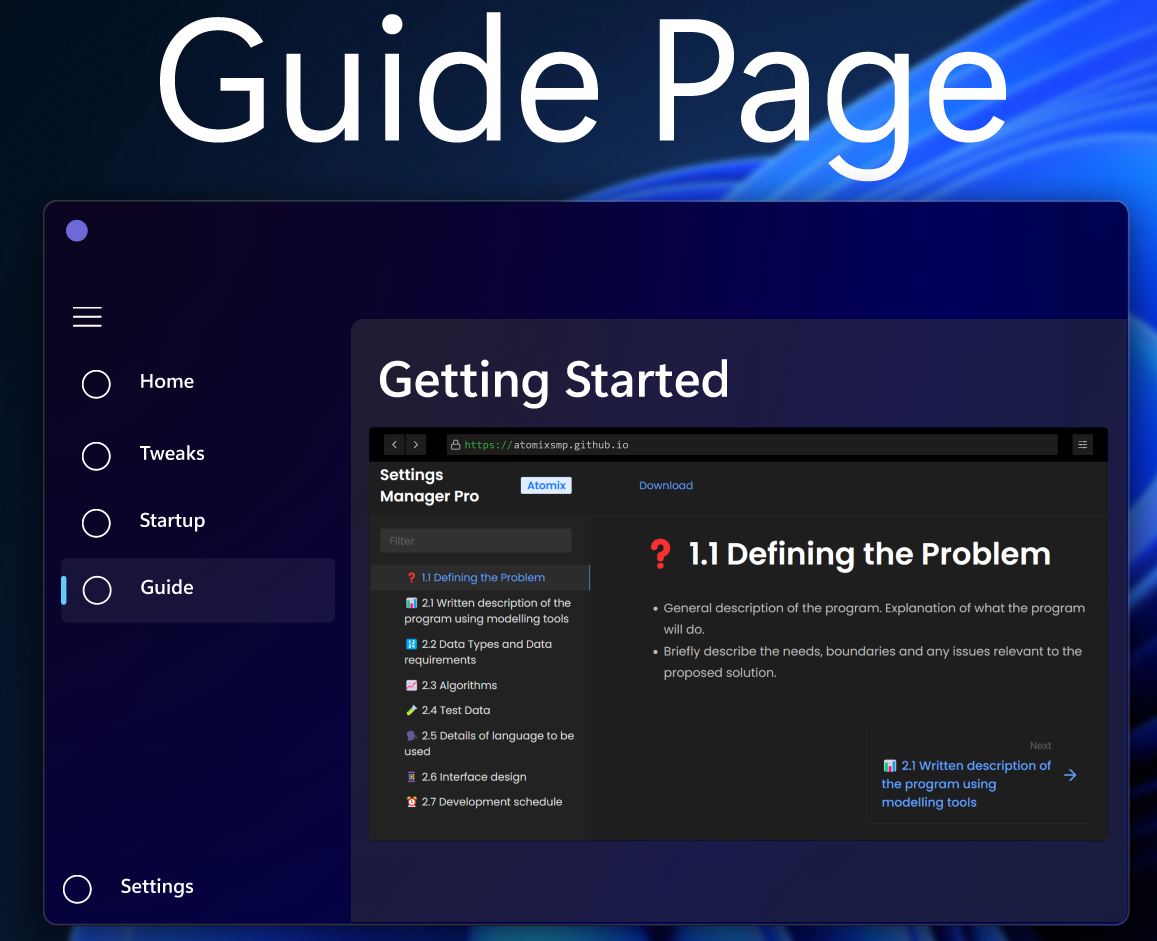 Guide Page
Home
Tweaks
Startup
Guide
Settings
Getting Started
https://atomixsmp.github.io
Settings
Manager Pro
Atomix
Download
Filter
❓ 1.1 Defining the Problem
📊 2.1 Written description of the
program using modelling tools
🔢 2.2 Data Types and Data
requirements
📈 2.3 Algorithms
🧪 2.4 Test Data
🗣 2.5 Details of language to be
used
2.6 Interface design
⏰ 2.7 Development schedule
❓ 1.1 Defining the Problem
• General description of the program. Explanation of what the program
will do.
• Briefly describe the needs, boundaries and any issues relevant to the
proposed solution.
Next
📊 2.1 Written description of
the program using
modelling tools